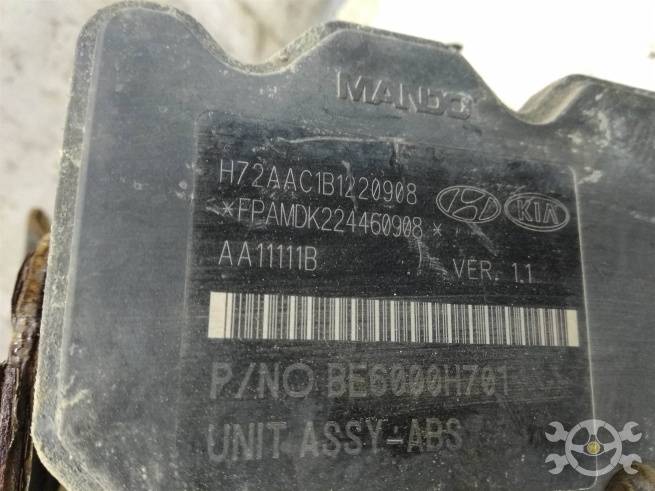 MANDO
H72AAC1B1220908
*FPAMDK224460908*
KIA
AA11111B
VER. 1.1
P/NO BE6000H701
UNIT ASSY-ABS